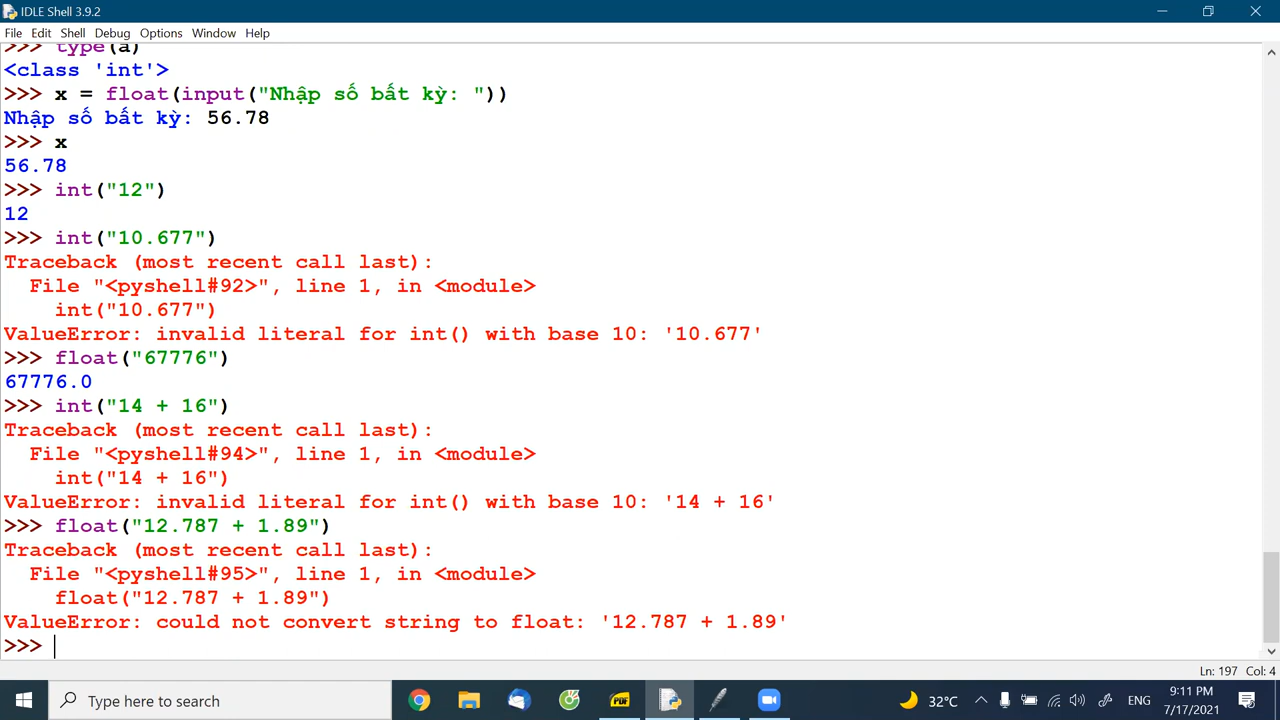 IDLE Shell 3.9.2
File Edit Shell Debug Options Window Help
>>> type(a)
<class 'int'>
>>> x = float(input("Nhập số bất kỳ: "))
Nhập số bất kỳ: 56.78
>>> x
56.78
>>> int("12")
12
>>> int("10.677")
Traceback (most recent call last):
  File "<pyshell#92>", line 1, in <module>
    int("10.677")
ValueError: invalid literal for int() with base 10: '10.677'
>>> float("67776")
67776.0
>>> int("14 + 16")
Traceback (most recent call last):
  File "<pyshell#94>", line 1, in <module>
    int("14 + 16")
ValueError: invalid literal for int() with base 10: '14 + 16'
>>> float("12.787 + 1.89")
Traceback (most recent call last):
  File "<pyshell#95>", line 1, in <module>
    float("12.787 + 1.89")
ValueError: could not convert string to float: '12.787 + 1.89'
>>>
Ln: 197 Col: 4
Type here to search
PDF
32°C
ENG
9:11 PM
7/17/2021